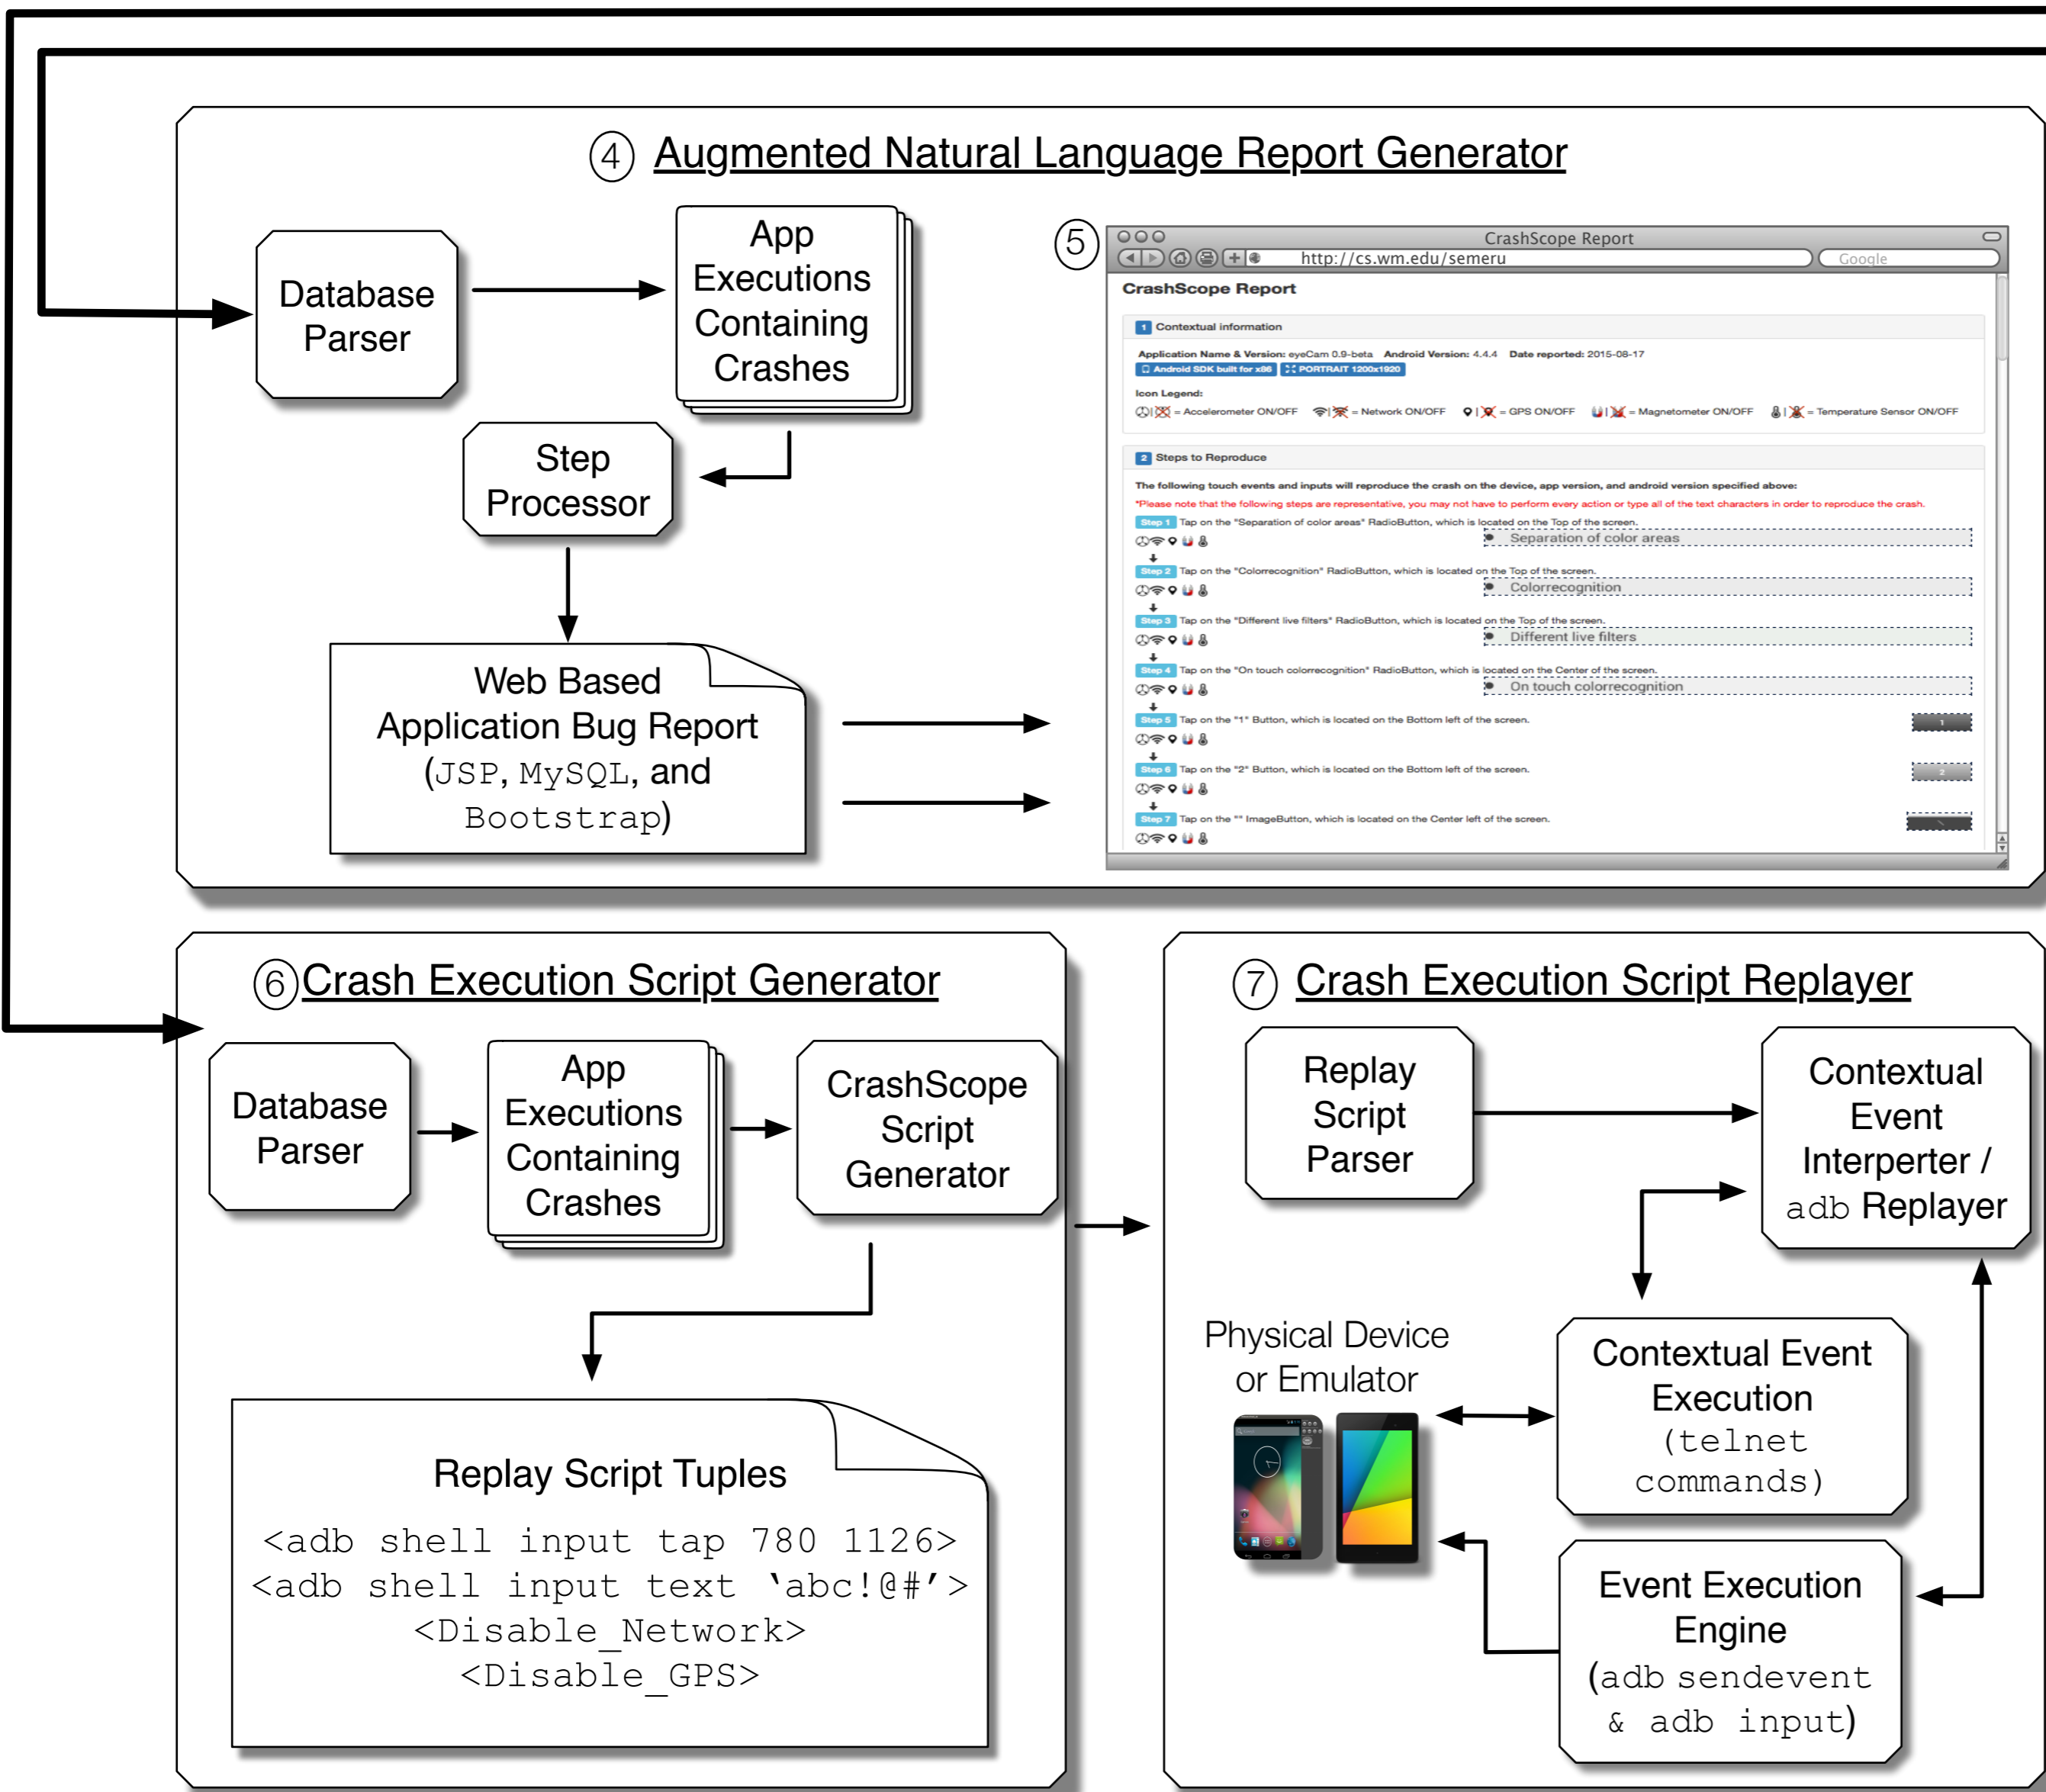 4 Augmented Natural Language Report Generator
Database
Parser
App
Executions
Containing
Crashes
Step
Processor
Web Based
Application Bug Report
(JSP, MySQL, and
Bootstrap)
5
CrashScope Report
http://cs.wm.edu/semeru
Google
CrashScope Report
1 Contextual information
Application Name & Version: eyeCam 0.9-beta Android Version: 4.4.4 Date reported: 2015-08-17
Android SDK built for x86 PORTRAIT 1200x1920
Icon Legend:
| = Accelerometer ON/OFF | = Network ON/OFF | = GPS ON/OFF | = Magnetometer ON/OFF | = Temperature Sensor ON/OFF
2 Steps to Reproduce
The following touch events and inputs will reproduce the crash on the device, app version, and android version specified above:
*Please note that the following steps are representative, you may not have to perform every action or type all of the text characters in order to reproduce the crash.
Step 1 Tap on the "Separation of color areas" RadioButton, which is located on the Top of the screen.
Separation of color areas
Step 2 Tap on the "Colorrecognition" RadioButton, which is located on the Top of the screen.
Colorrecognition
Step 3 Tap on the "Different live filters" RadioButton, which is located on the Top of the screen.
Different live filters
Step 4 Tap on the "On touch colorrecognition" RadioButton, which is located on the Center of the screen.
On touch colorrecognition
Step 5 Tap on the "1" Button, which is located on the Bottom left of the screen.
1
Step 6 Tap on the "2" Button, which is located on the Bottom left of the screen.
2
Step 7 Tap on the "" ImageButton, which is located on the Center left of the screen.
6 Crash Execution Script Generator
Database
Parser
App
Executions
Containing
Crashes
CrashScope
Script
Generator
Replay Script Tuples
<adb shell input tap 780 1126>
<adb shell input text ‘abc!@#’>
<Disable_Network>
<Disable_GPS>
7 Crash Execution Script Replayer
Replay
Script
Parser
Contextual
Event
Interperter /
adb Replayer
Physical Device
or Emulator
Contextual Event
Execution
(telnet
commands)
Event Execution
Engine
(adb sendevent
& adb input)